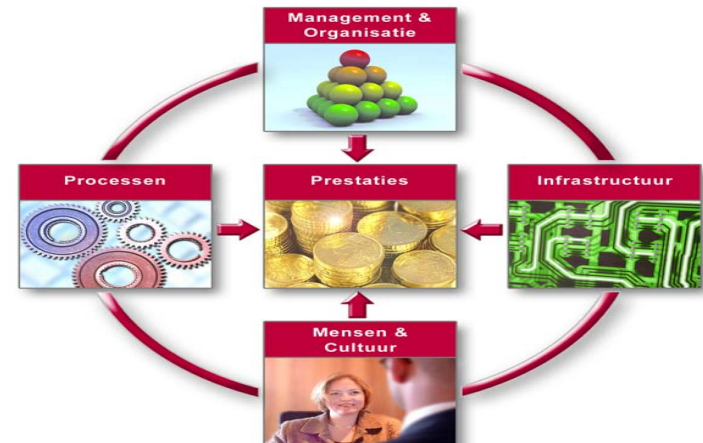 Management &
Organisatie
Processen
Prestaties
Infrastructuur
Mensen &
Cultuur